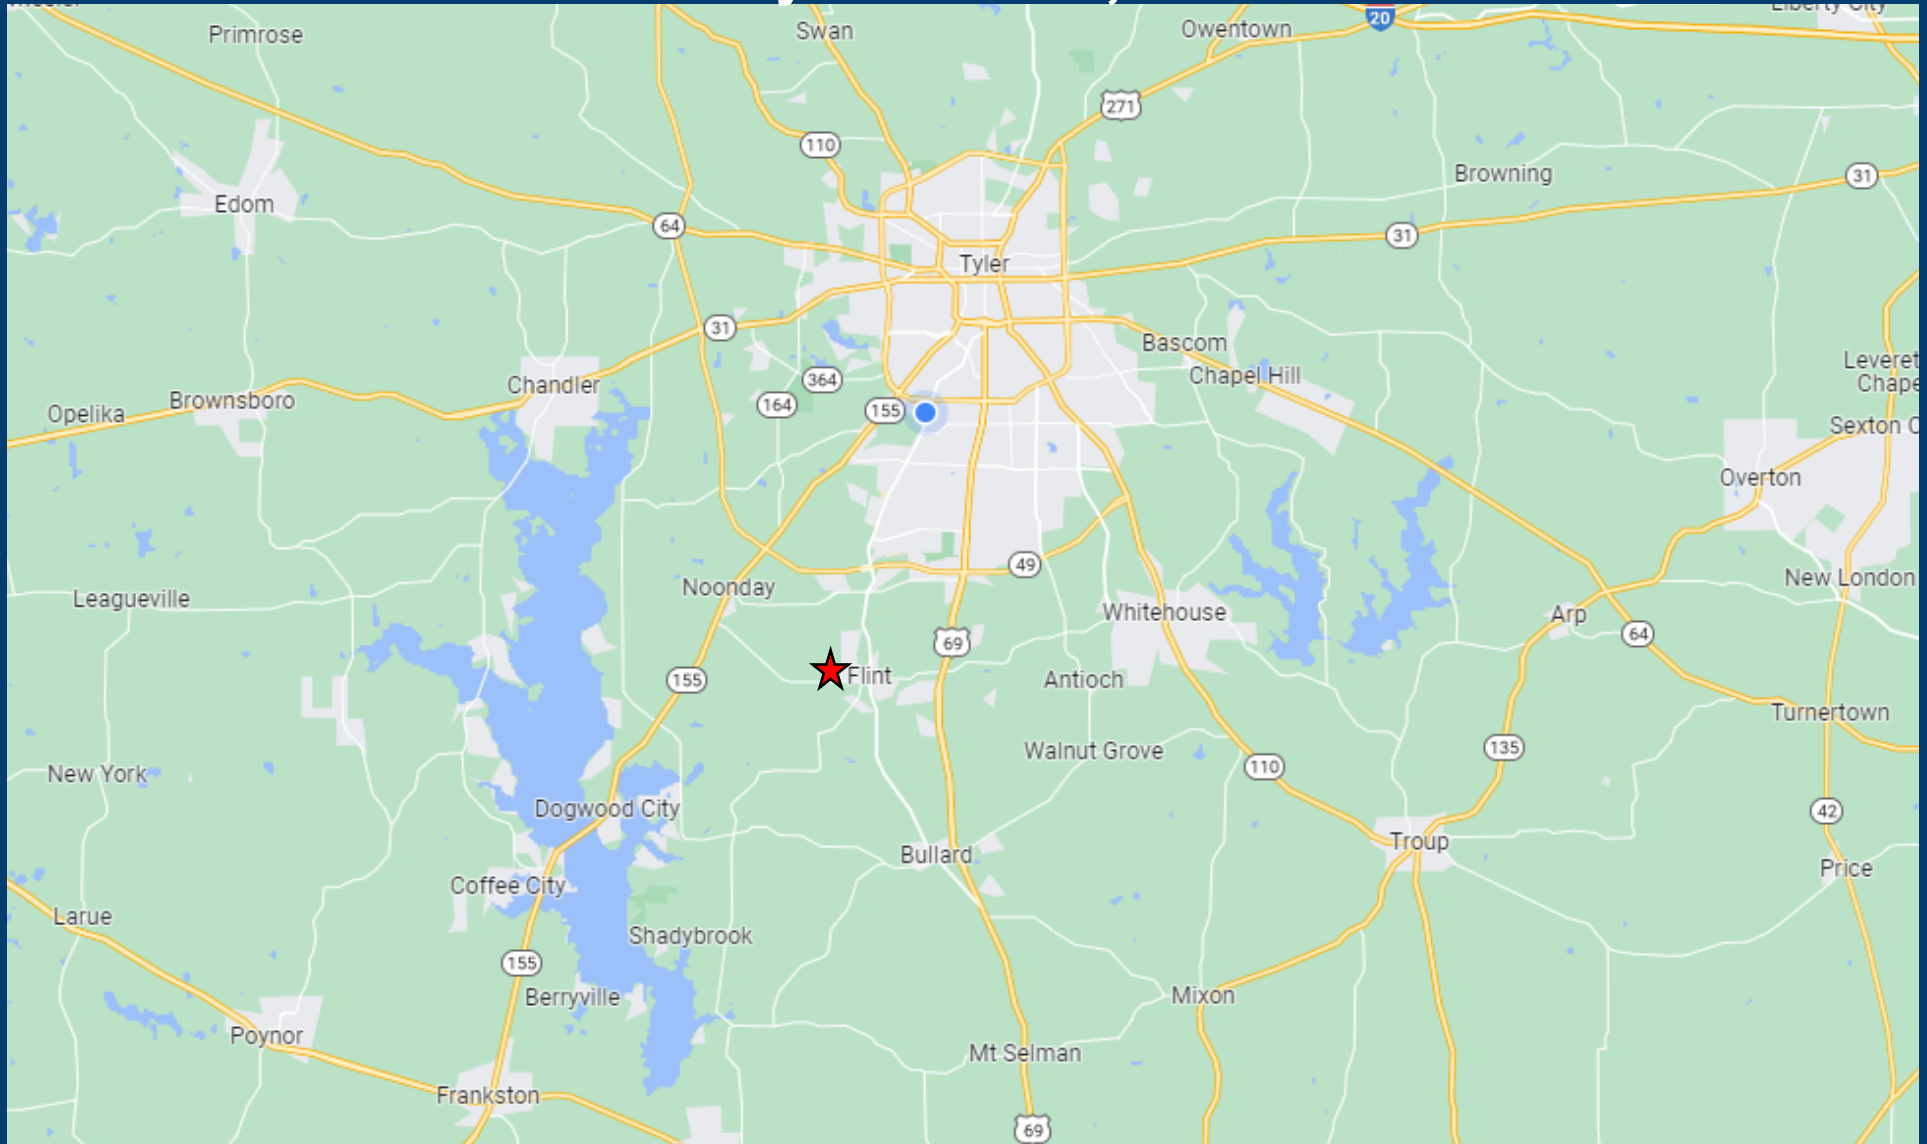 Primrose
Swan
Owentown
20
Liberty City
271
110
Browning
31
Edom
64
31
Tyler
31
Bascom
Chapel Hill
Chandler
364
164
155
Brownsboro
Opelika
Overton
Noonday
49
Leagueville
New London
Whitehouse
Arp
64
69
Flint
155
Antioch
Turnertown
Walnut Grove
135
110
New York
Dogwood City
42
Troup
Bullard
Price
Coffee City
Larue
Shadybrook
155
Berryville
Mixon
Poynor
Mt Selman
Frankston
69